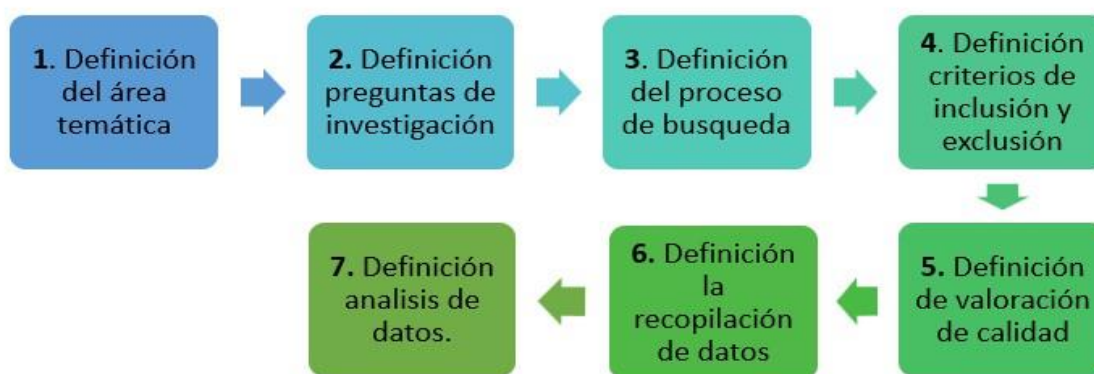 1. Definición
del área
temática
2. Definición
preguntas de
investigación
3. Definición
del proceso
de busqueda
4. Definición
criterios de
inclusión y
exclusión
5. Definición
de valoración
de calidad
6. Definición
la
recopilación
de datos
7. Definición
analisis de
datos.